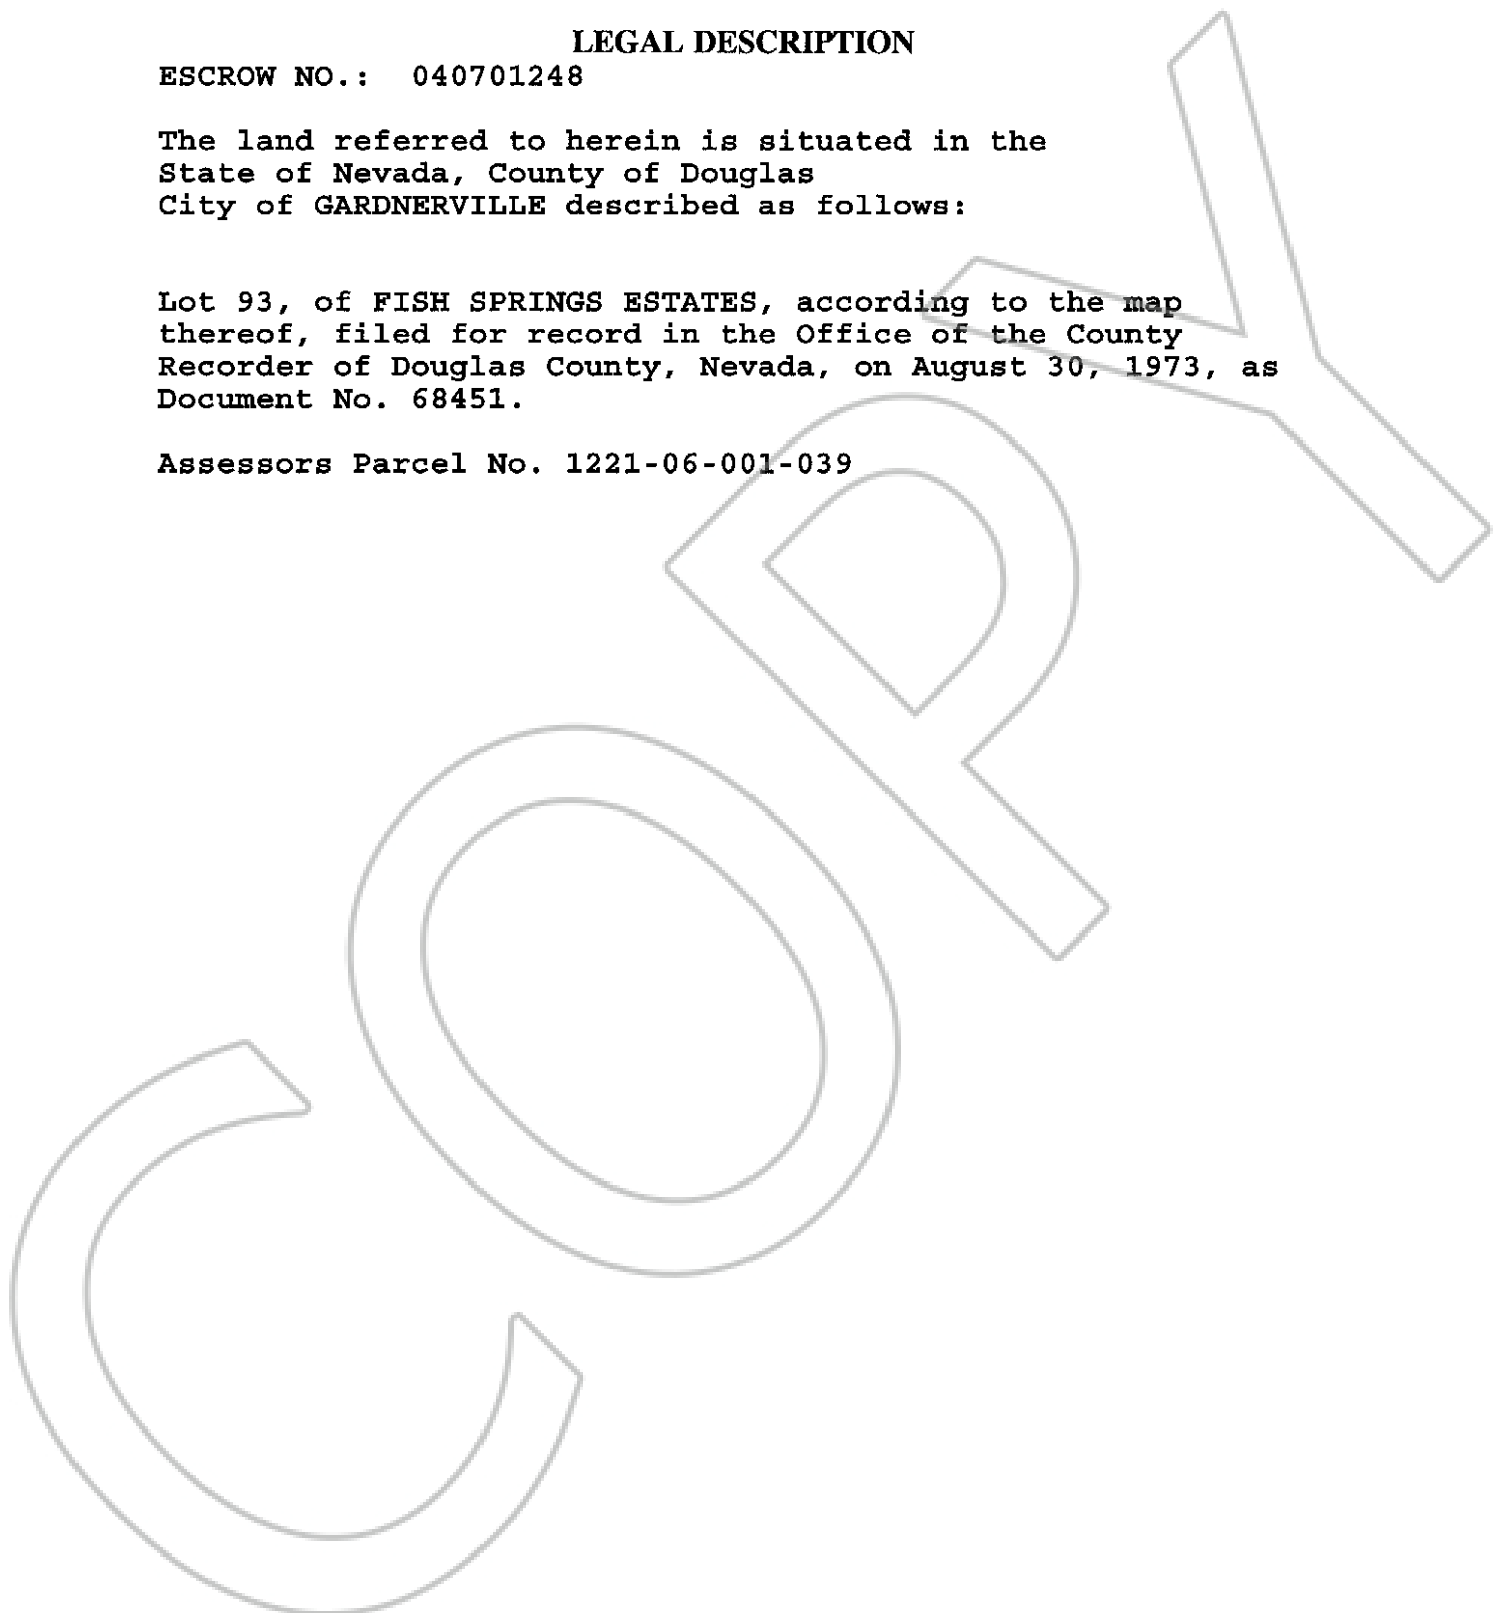 LEGAL DESCRIPTION
ESCROW NO.: 040701248
The land referred to herein is situated in the
State of Nevada, County of Douglas
City of GARDNERVILLE described as follows:
Lot 93, of FISH SPRINGS ESTATES, according to the map
thereof, filed for record in the Office of the County
Recorder of Douglas County, Nevada, on August 30, 1973, as
Document No. 68451.
Assessors Parcel No. 1221-06-001-039
COPY